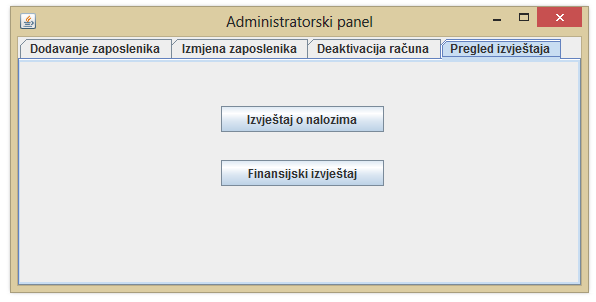 Administratorski panel
Dodavanje zaposlenika Izmjena zaposlenika Deaktivacija računa Pregled izvještaja
Izvještaj o nalozima
Finansijski izvještaj